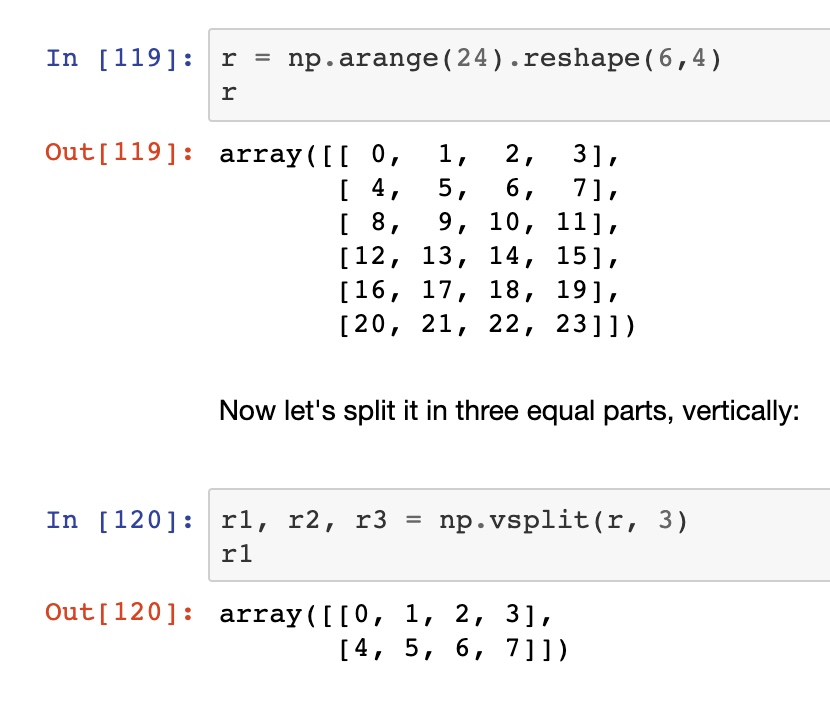 In [119]: r = np.arange(24).reshape(6,4)
r
Out[119]: array([[ 0,  1,  2,  3],
       [ 4,  5,  6,  7],
       [ 8,  9, 10, 11],
       [12, 13, 14, 15],
       [16, 17, 18, 19],
       [20, 21, 22, 23]])
Now let's split it in three equal parts, vertically:
In [120]: r1, r2, r3 = np.vsplit(r, 3)
r1
Out[120]: array([[0, 1, 2, 3],
       [4, 5, 6, 7]])